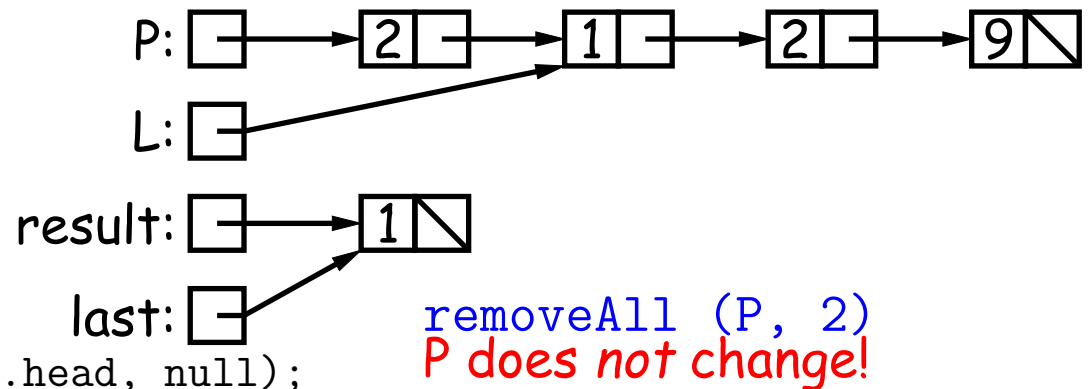 P: 2 1 2 9
L:
result: 1
last:
removeAll (P, 2)
P does not change!
.head, null);